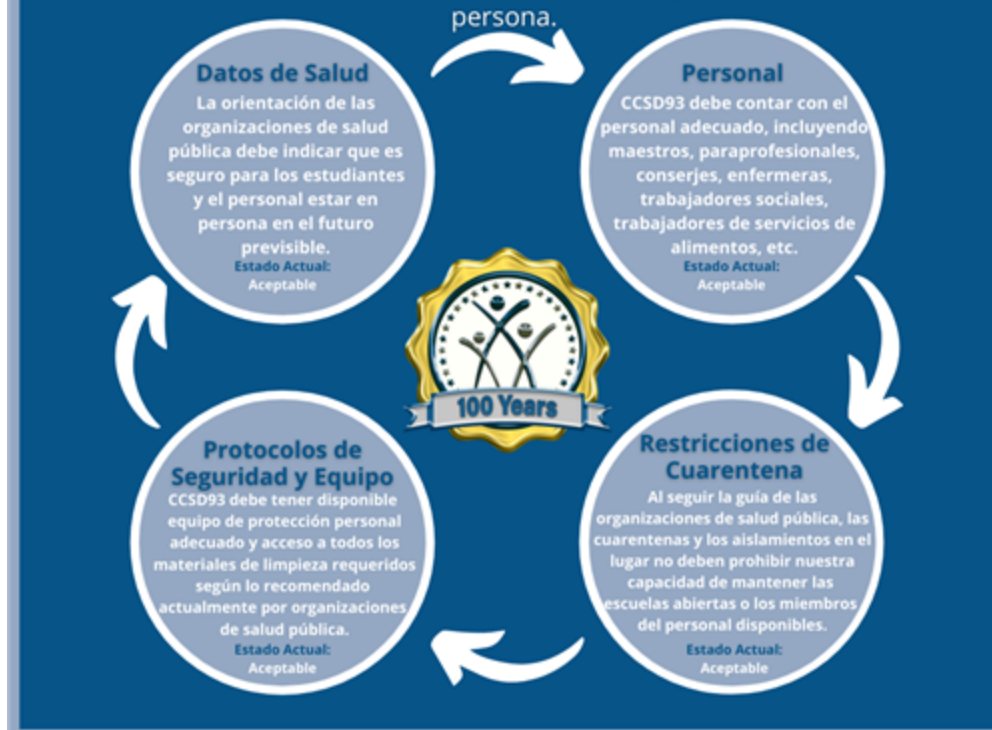 persona.
Datos de Salud
La orientación de las
organizaciones de salud
pública debe indicar que es
seguro para los estudiantes
y el personal estar en
persona en el futuro
previsible.
Estado Actual:
Aceptable
Personal
CCSD93 debe contar con el
personal adecuado, incluyendo
maestros, paraprofesionales,
conserjes, enfermeras,
trabajadores sociales,
trabajadores de servicios de
alimentos, etc.
Estado Actual:
Aceptable
100 Years
Protocolos de
Seguridad y Equipo
CCSD93 debe tener disponible
equipo de protección personal
adecuado y acceso a todos los
materiales de limpieza requeridos
según lo recomendado
actualmente por organizaciones
de salud pública.
Estado Actual:
Aceptable
Restricciones de
Cuarentena
Al seguir la guía de las
organizaciones de salud pública, las
cuarentenas y los aislamientos en el
lugar no deben prohibir nuestra
capacidad de mantener las
escuelas abiertas o los miembros
del personal disponibles.
Estado Actual:
Aceptable